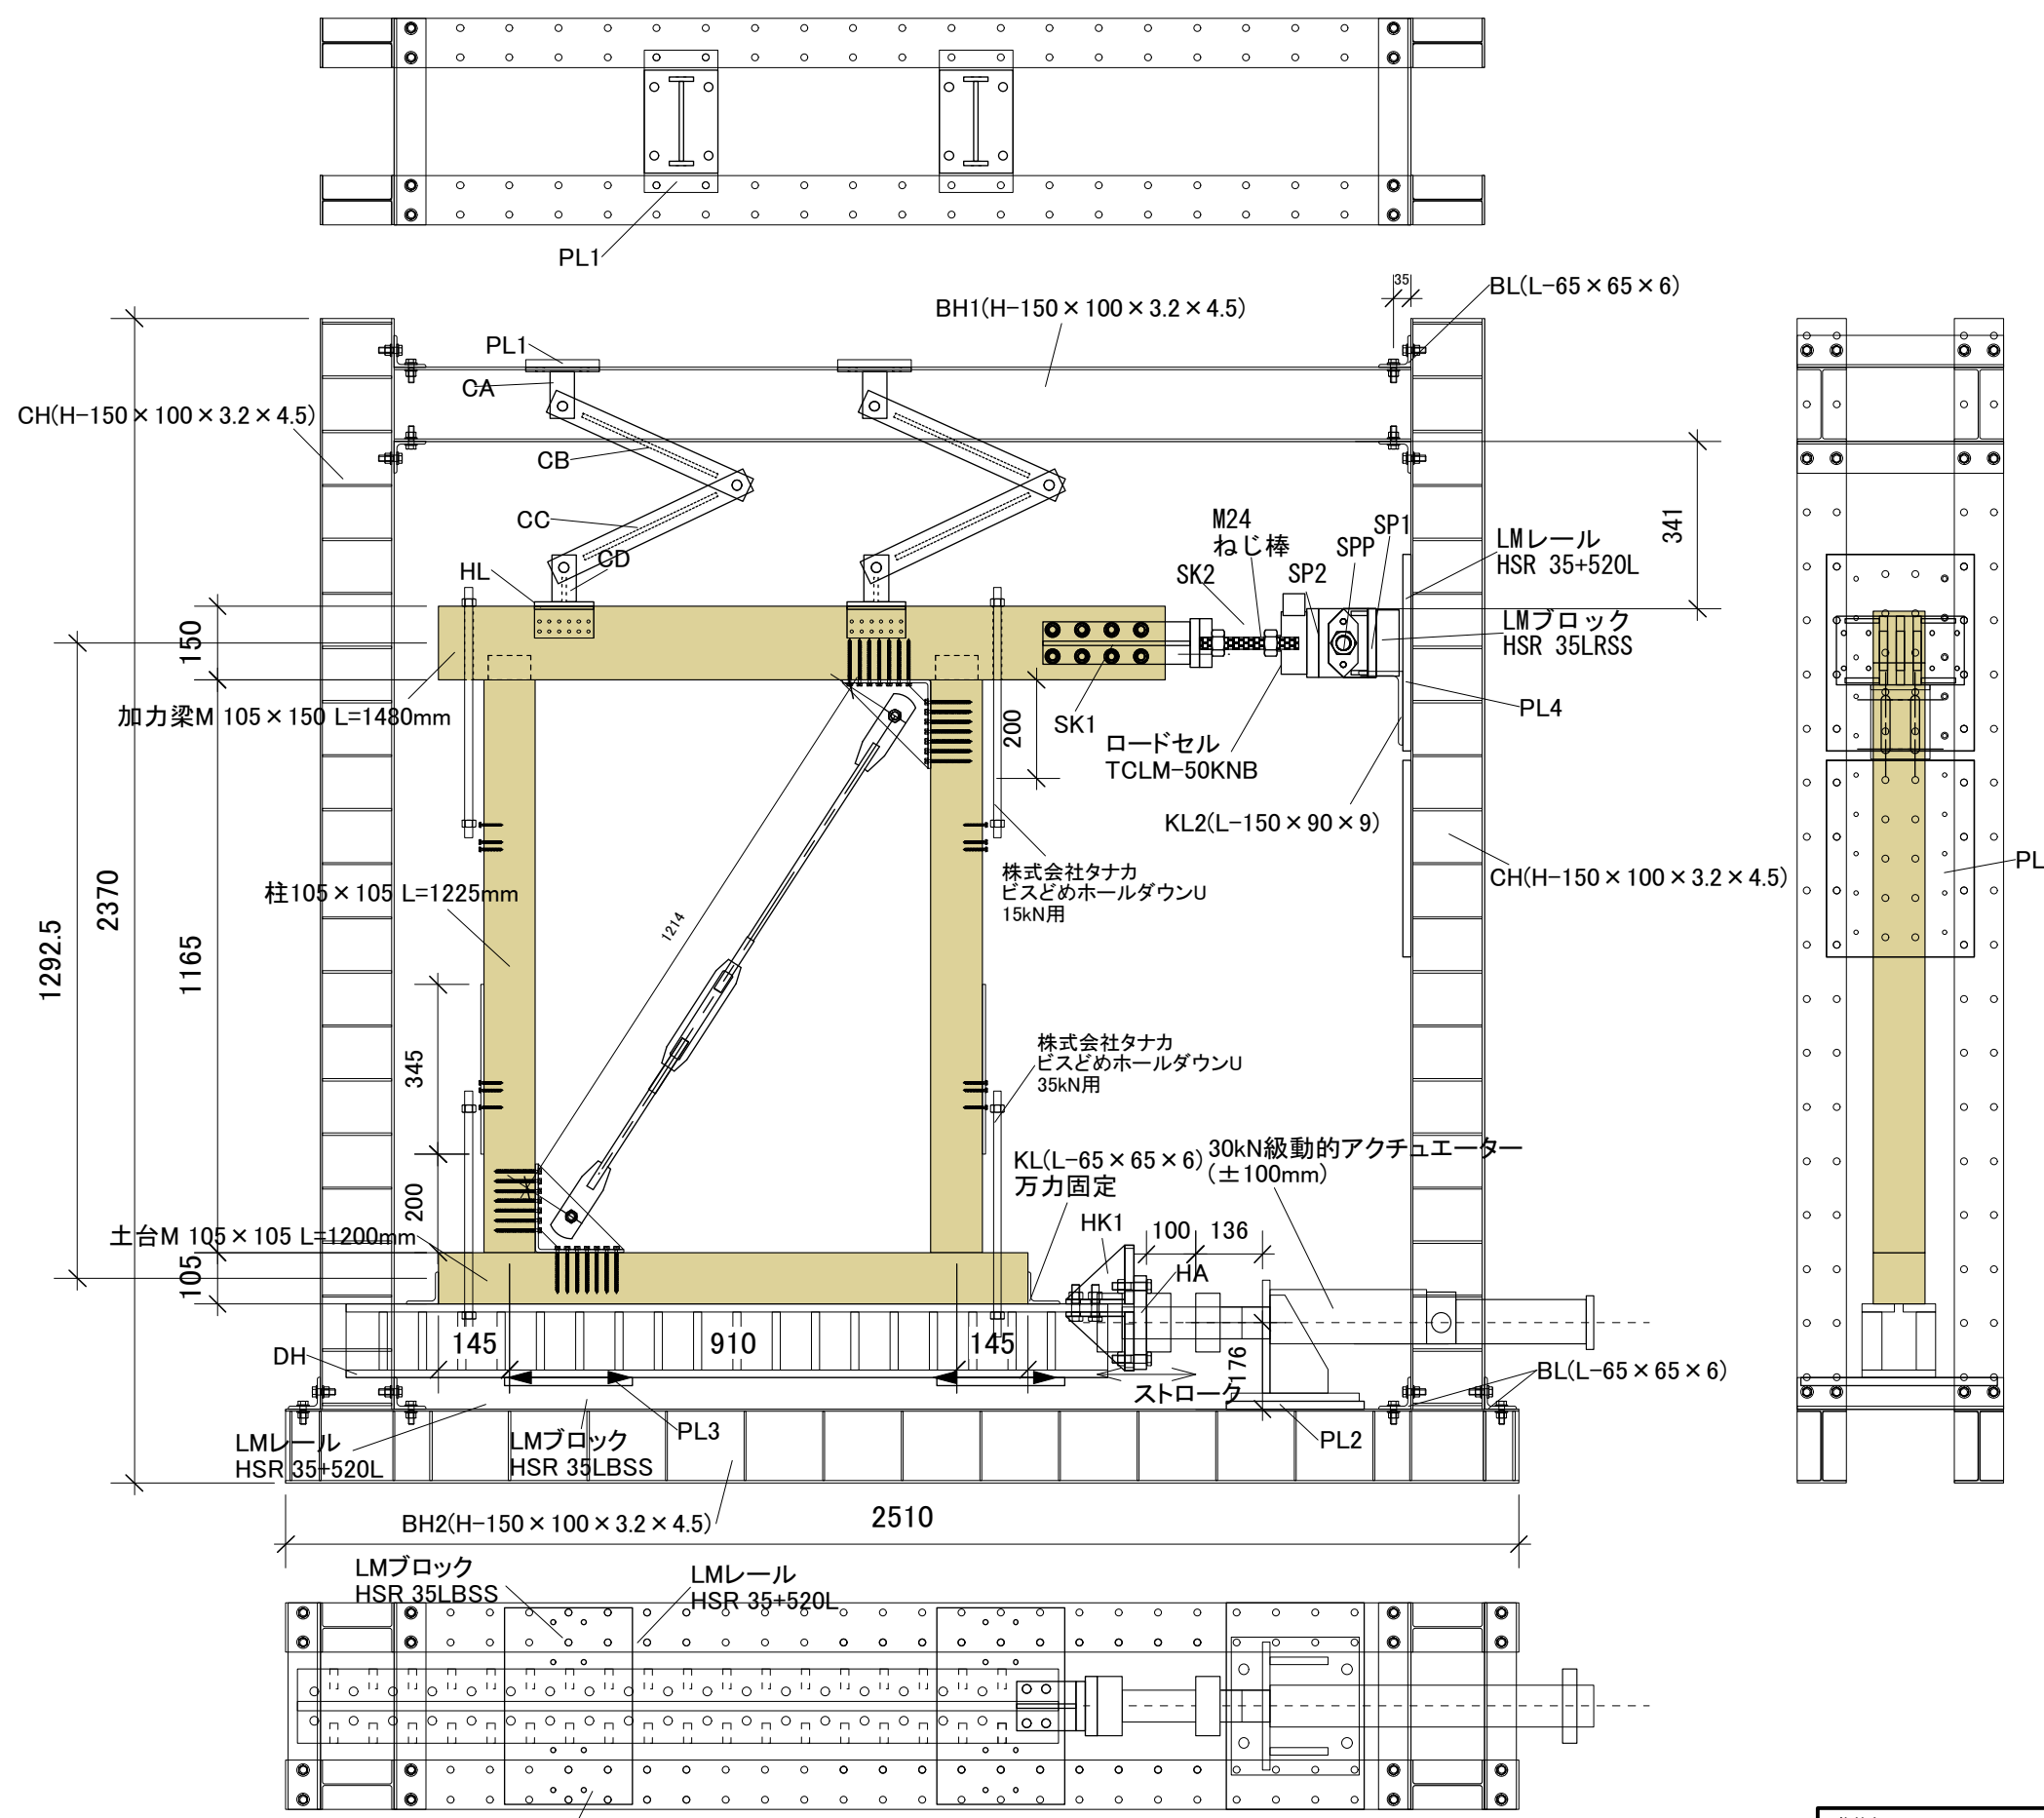 PL1
35
BL(L-65×65×6)
BH1(H-150×100×3.2×4.5)
PL1
CA
CH(H-150×100×3.2×4.5)
CB
CC
CD
HL
M24
ねじ棒
SK2
SP2
SPP
SP1
LMレール
HSR 35+520L
341
LMブロック
HSR 35LRSS
150
加力梁M 105×150 L=1480mm
SK1
200
ロードセル
TCLM-50KNB
PL4
KL2(L-150×90×9)
株式会社タナカ
ビスどめホールダウンU
15kN用
CH(H-150×100×3.2×4.5)
PL
2370
1292.5
1165
柱105×105 L=1225mm
1214
345
株式会社タナカ
ビスどめホールダウンU
35kN用
200
KL(L-65×65×6)
万力固定
30kN級動的アクチュエーター
(±100mm)
土台M 105×105 L=1200mm
105
HK1
100
136
HA
145
910
145
176
DH
ストローク
BL(L-65×65×6)
LMレール
HSR 35+520L
LMブロック
HSR 35LBSS
PL3
PL2
BH2(H-150×100×3.2×4.5)
2510
LMブロック
HSR 35LBSS
LMレール
HSR 35+520L